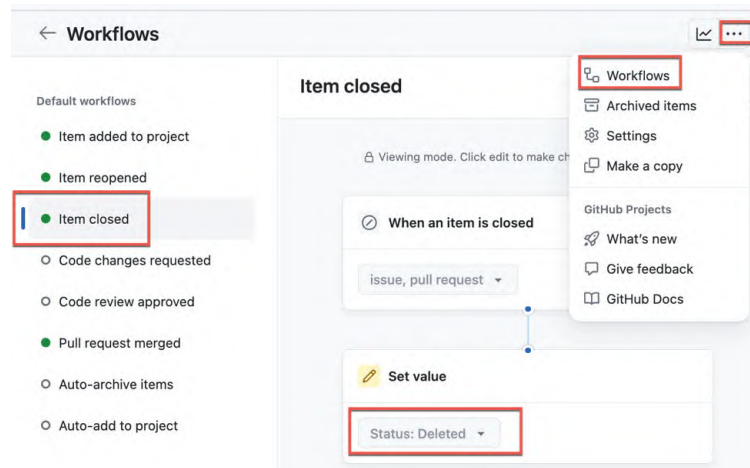 Workflows
Default workflows
Item added to project
Item reopened
Item closed
Code changes requested
Code review approved
Pull request merged
Auto-archive items
Auto-add to project
Item closed
Viewing mode. Click edit to make ch
When an item is closed
issue, pull request
Set value
Status: Deleted
Workflows
Archived items
Settings
Make a copy
GitHub Projects
What's new
Give feedback
GitHub Docs